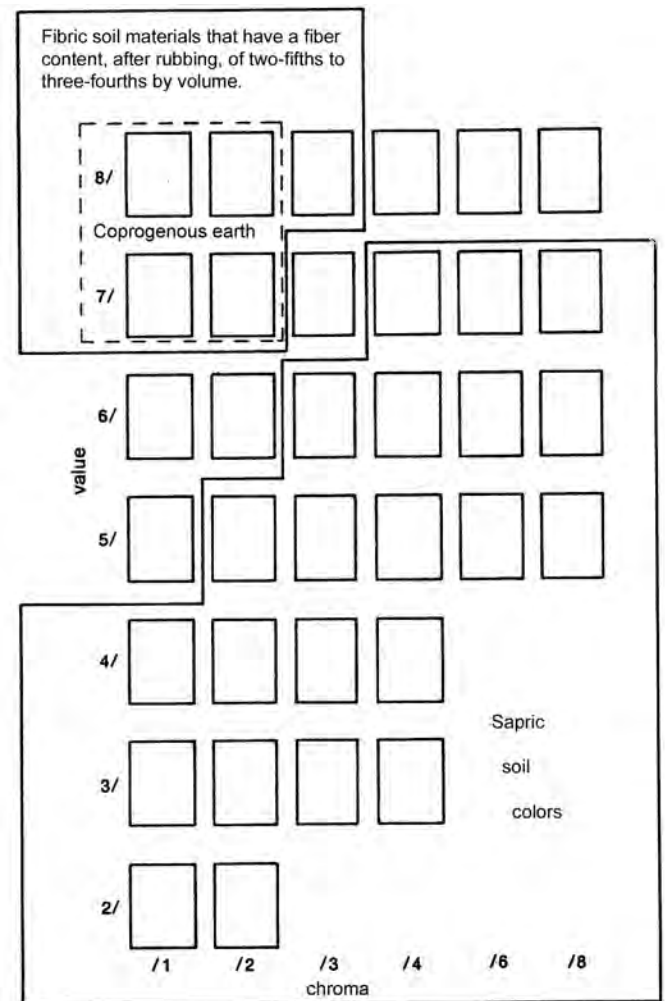 Fibric soil materials that have a fiber
content, after rubbing, of two-fifths to
three-fourths by volume.
8/
Coprogenous earth
7/
6/
value
5/
4/
Sapric
3/
soil
colors
2/
/1 /2 /3 /4 /6 /8
chroma